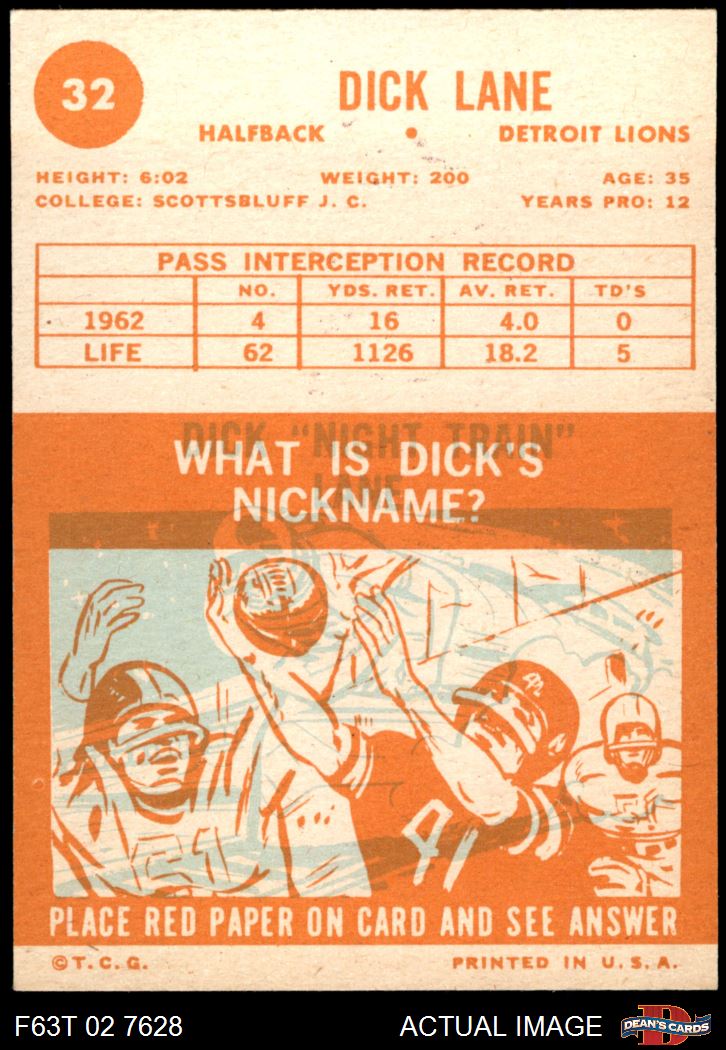 32
DICK LANE
HALFBACK • DETROIT LIONS
HEIGHT: 6:02 WEIGHT: 200 AGE: 35
COLLEGE: SCOTTSBLUFF J. C. YEARS PRO: 12
PASS INTERCEPTION RECORD
NO. YDS. RET. AV. RET. TD'S
1962 4 16 4.0 0
LIFE 62 1126 18.2 5
DICK "NIGHT TRAIN"
LANE
WHAT IS DICK'S
NICKNAME?
42
41
21
PLACE RED PAPER ON CARD AND SEE ANSWER
©T.C.G. PRINTED IN U.S.A.
F63T 02 7628 ACTUAL IMAGE D DEAN'S CARDS